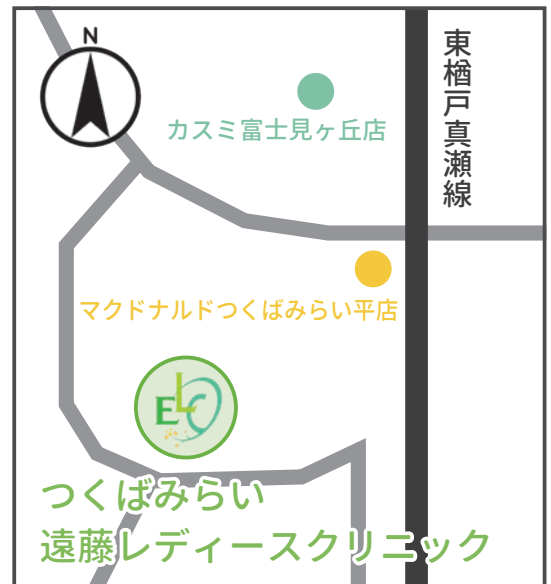 N
東楢戸真瀬線
カスミ富士見ヶ丘店
マクドナルドつくばみらい平店
ELC
つくばみらい
遠藤レディースクリニック